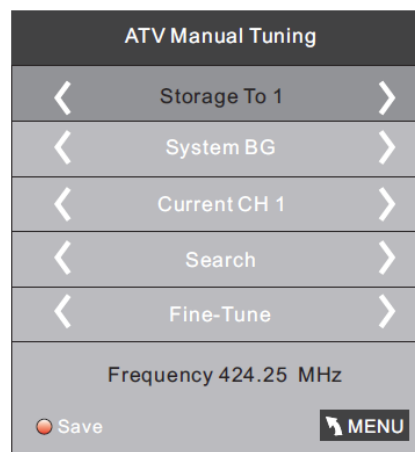 ATV Manual Tuning
Storage To 1
System BG
Current CH 1
Search
Fine-Tune
Frequency 424.25 MHz
Save MENU